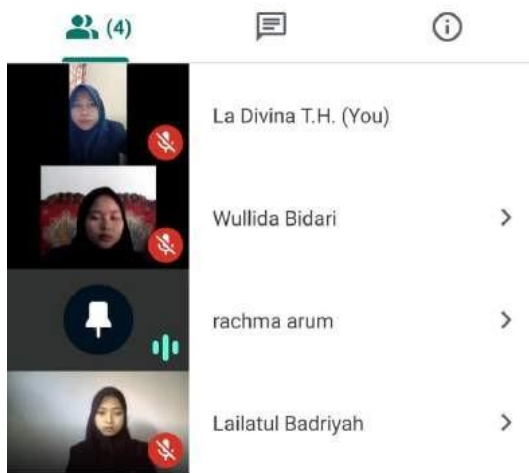 (4)
La Divina T.H. (You)
Wullida Bidari
rachma arum
Lailatul Badriyah